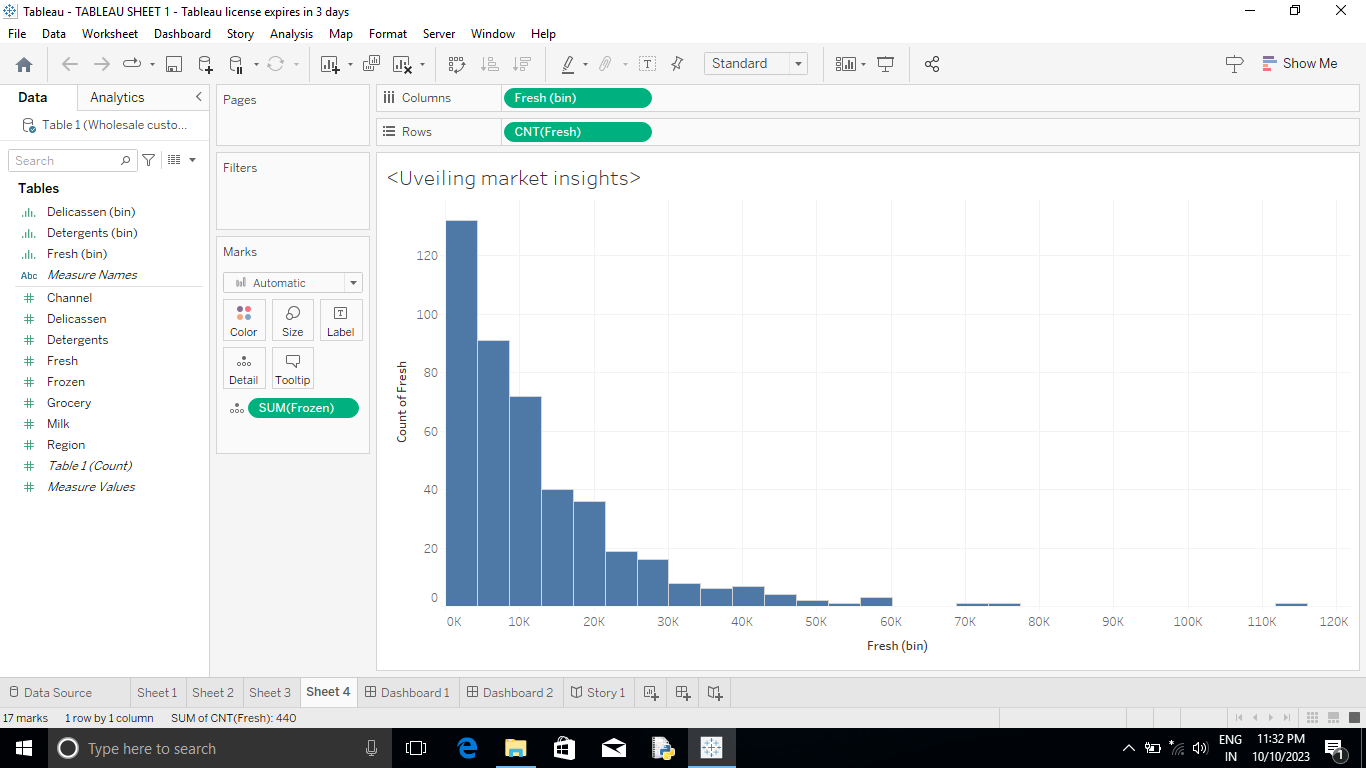 Tableau - TABLEAU SHEET 1 - Tableau license expires in 3 days
File Data Worksheet Dashboard Story Analysis Map Format Server Window Help
Standard
Show Me
Data Analytics
Table 1 (Wholesale custo...
Search
Tables
Delicassen (bin)
Detergents (bin)
Fresh (bin)
Abc Measure Names
Channel
Delicassen
Detergents
Fresh
Frozen
Grocery
Milk
Region
Table 1 (Count)
Measure Values
Pages
Filters
Marks
Automatic
Color Size Label
Detail Tooltip
SUM(Frozen)
Columns Fresh (bin)
Rows CNT(Fresh)
<Uveiling market insights>
Count of Fresh
120
100
80
60
40
20
0
0K 10K 20K 30K 40K 50K 60K 70K 80K 90K 100K 110K 120K
Fresh (bin)
Data Source Sheet 1 Sheet 2 Sheet 3 Sheet 4 Dashboard 1 Dashboard 2 Story 1
17 marks 1 row by 1 column SUM of CNT(Fresh): 440
Type here to search
ENG
IN
11:32 PM
10/10/2023
1